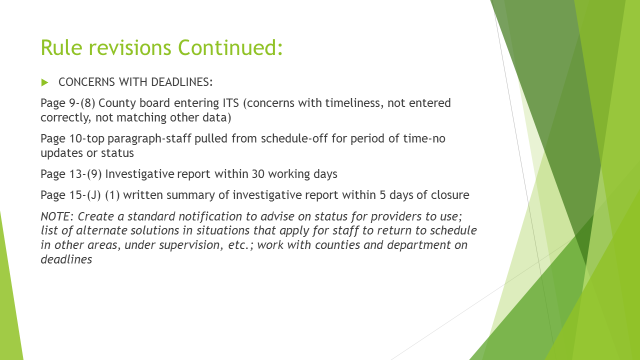 Rule revisions Continued:
CONCERNS WITH DEADLINES:
Page 9-(8) County board entering ITS (concerns with timeliness, not entered
correctly, not matching other data)
Page 10-top paragraph-staff pulled from schedule-off for period of time-no
updates or status
Page 13-(9) Investigative report within 30 working days
Page 15-(J) (1) written summary of investigative report within 5 days of closure
NOTE: Create a standard notification to advise on status for providers to use;
list of alternate solutions in situations that apply for staff to return to schedule
in other areas, under supervision, etc.; work with counties and department on
deadlines